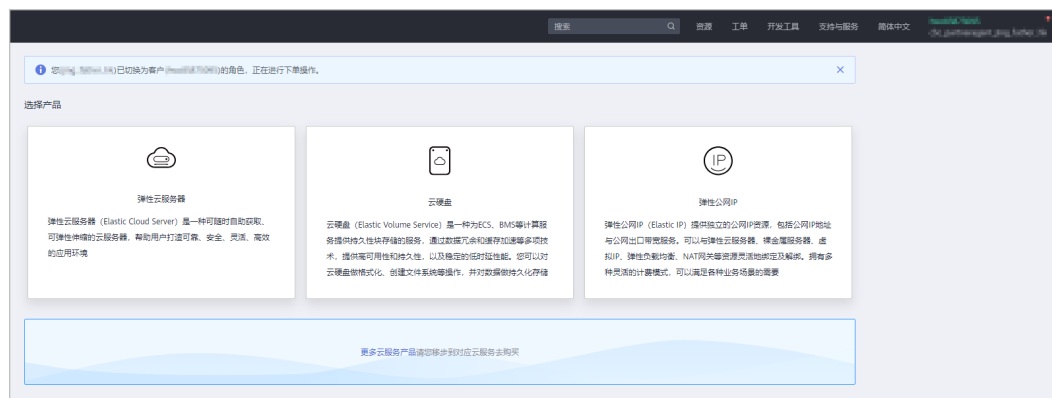 搜索 资源 工单 开发工具 支持与服务 简体中文
您( )已切换为客户( )的角色，正在进行下单操作。
选择产品
弹性云服务器
弹性云服务器（Elastic Cloud Server）是一种可随时自助获取、
可弹性伸缩的云服务器，帮助用户打造可靠、安全、灵活、高效
的应用环境
云硬盘
云硬盘（Elastic Volume Service）是一种为ECS、BMS等计算服
务提供持久性块存储的服务，通过数据冗余和缓存加速等多项技
术，提供高可用性和持久性，以及稳定的低时延性能。您可以对
云硬盘做格式化、创建文件系统等操作，并对数据做持久化存储
弹性公网IP
IP
弹性公网IP（Elastic IP）提供独立的公网IP资源，包括公网IP地址
与公网出口带宽服务。可以与弹性云服务器、裸金属服务器、虚
拟IP、弹性负载均衡、NAT网关等资源灵活地绑定及解绑。拥有多
种灵活的计费模式，可以满足各种业务场景的需要
更多云服务产品请您移步到对应云服务去购买